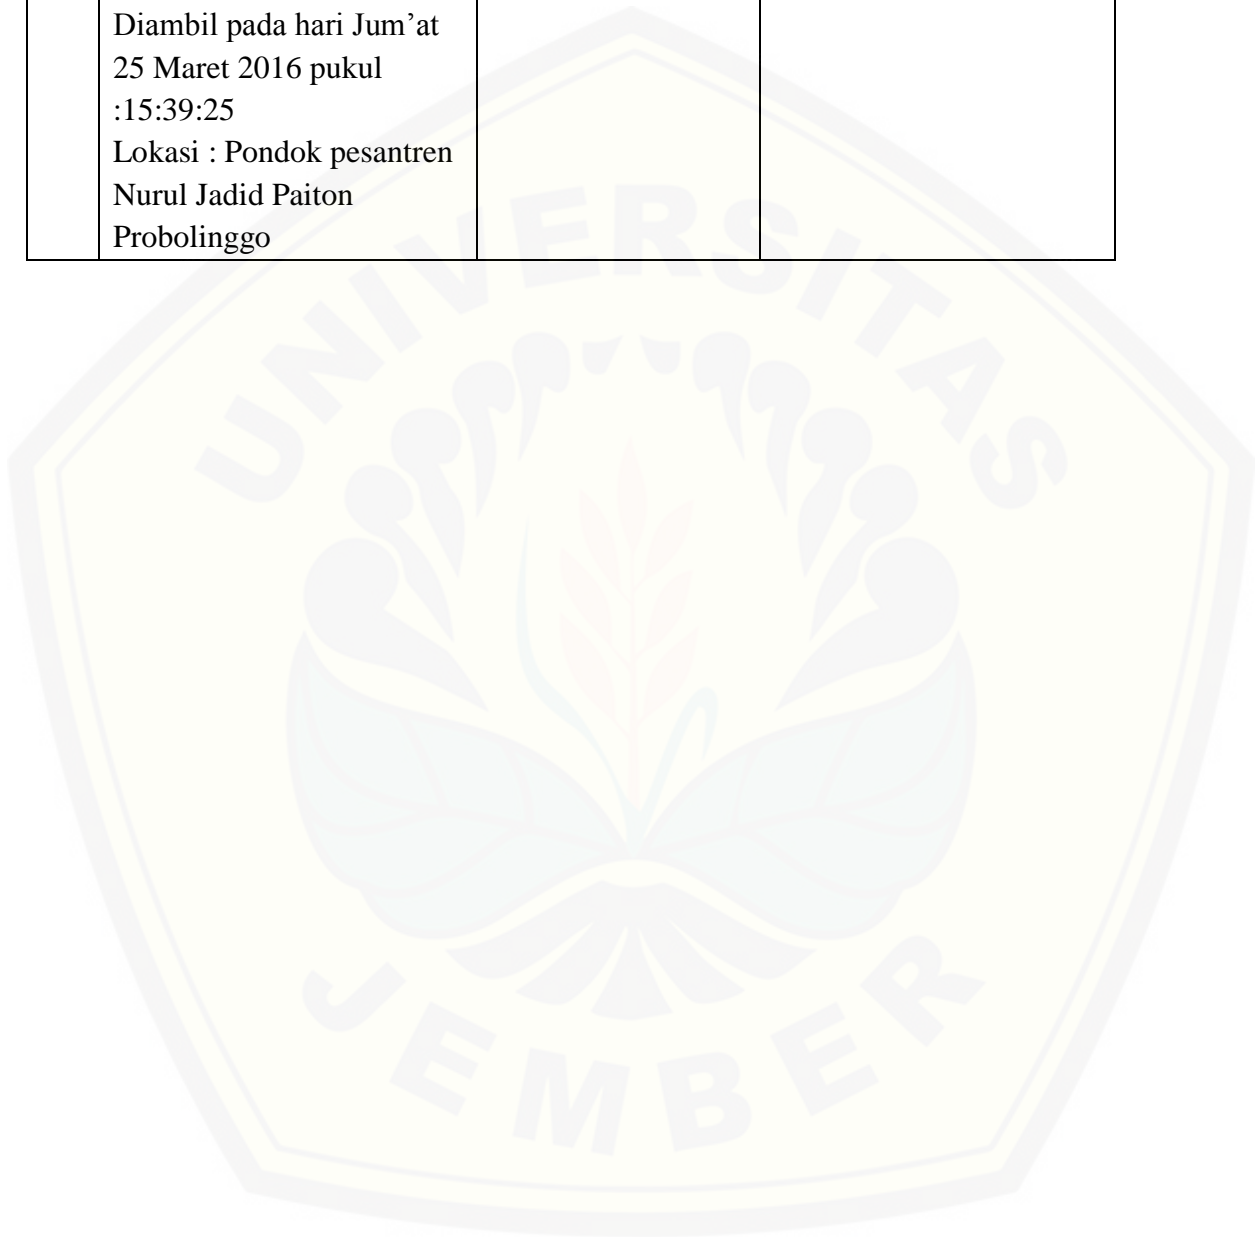 Diambil pada hari Jum’at
25 Maret 2016 pukul
:15:39:25
Lokasi : Pondok pesantren
Nurul Jadid Paiton
Probolinggo
UNIVERSITAS
JEMBER